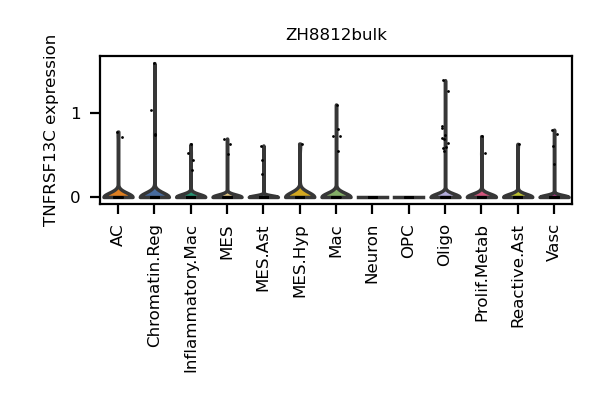 ZH8812bulk
TNFRSF13C expression
1
0
AC
Chromatin.Reg
Inflammatory.Mac
MES
MES.Ast
MES.Hyp
Mac
Neuron
OPC
Oligo
Prolif.Metab
Reactive.Ast
Vasc